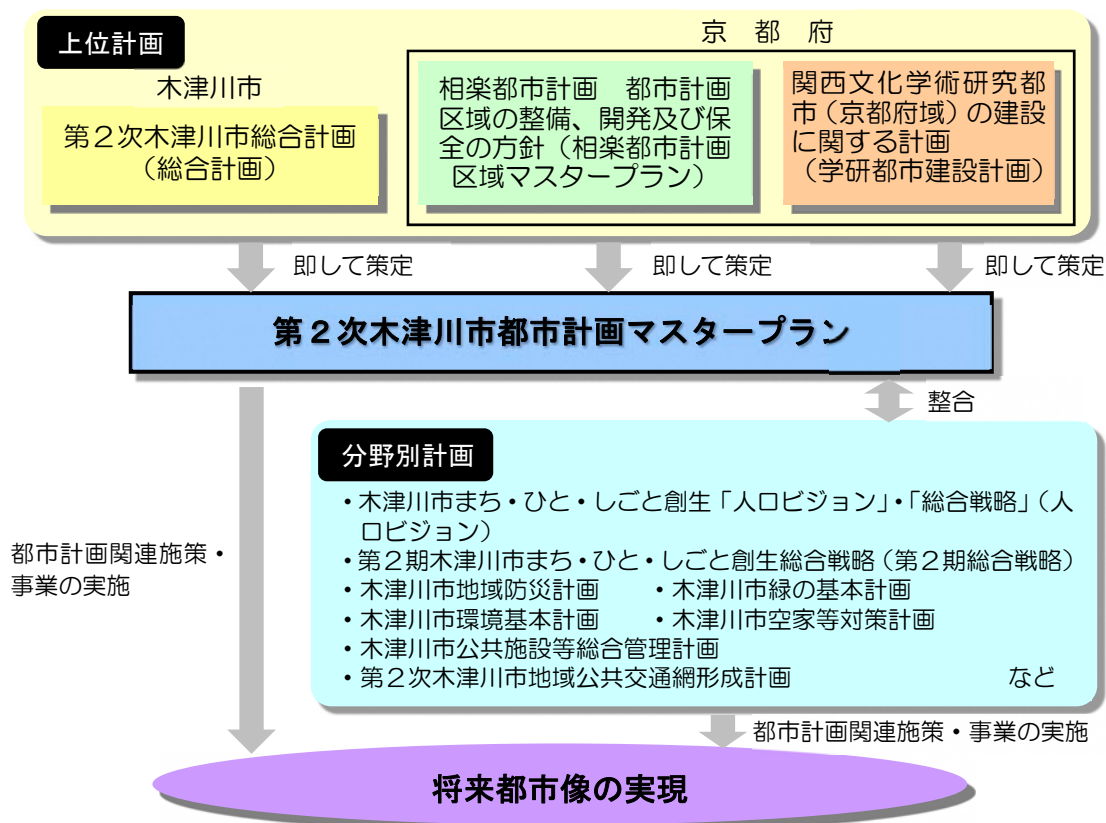 上位計画
京　都　府
木津川市
第２次木津川市総合計画
（総合計画）
相楽都市計画　都市計画
区域の整備、開発及び保
全の方針（相楽都市計画
区域マスタープラン）
関西文化学術研究都
市（京都府域）の建設
に関する計画
（学研都市建設計画）
即して策定
即して策定
即して策定
第２次木津川市都市計画マスタープラン
整合
分野別計画
・木津川市まち・ひと・しごと創生「人口ビジョン」・「総合戦略」（人
口ビジョン）
・第２期木津川市まち・ひと・しごと創生総合戦略（第２期総合戦略）
・木津川市地域防災計画　　・木津川市緑の基本計画
・木津川市環境基本計画　　・木津川市空家等対策計画
・木津川市公共施設等総合管理計画
・第２次木津川市地域公共交通網形成計画　　など
都市計画関連施策・
事業の実施
都市計画関連施策・事業の実施
将来都市像の実現